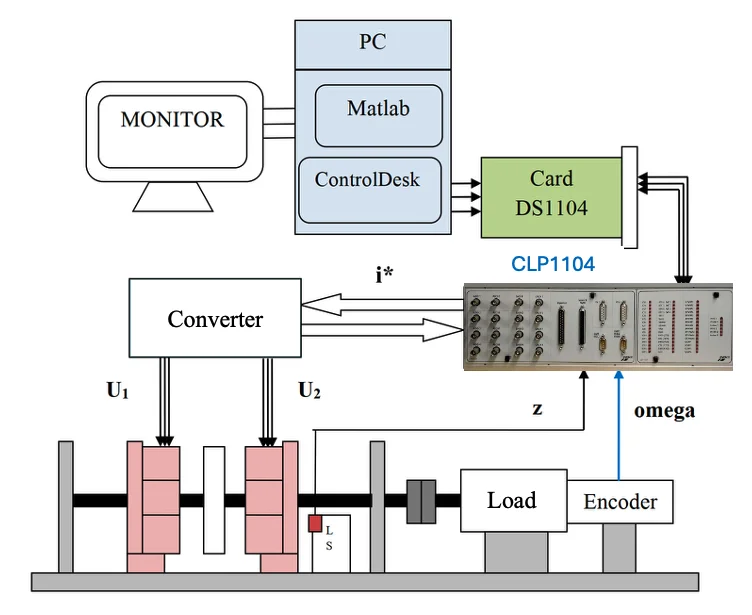 PC
MONITOR
Matlab
ControlDesk
Card
DS1104
CLP1104
i*
Converter
U1
U2
z
omega
Load
Encoder
L
S